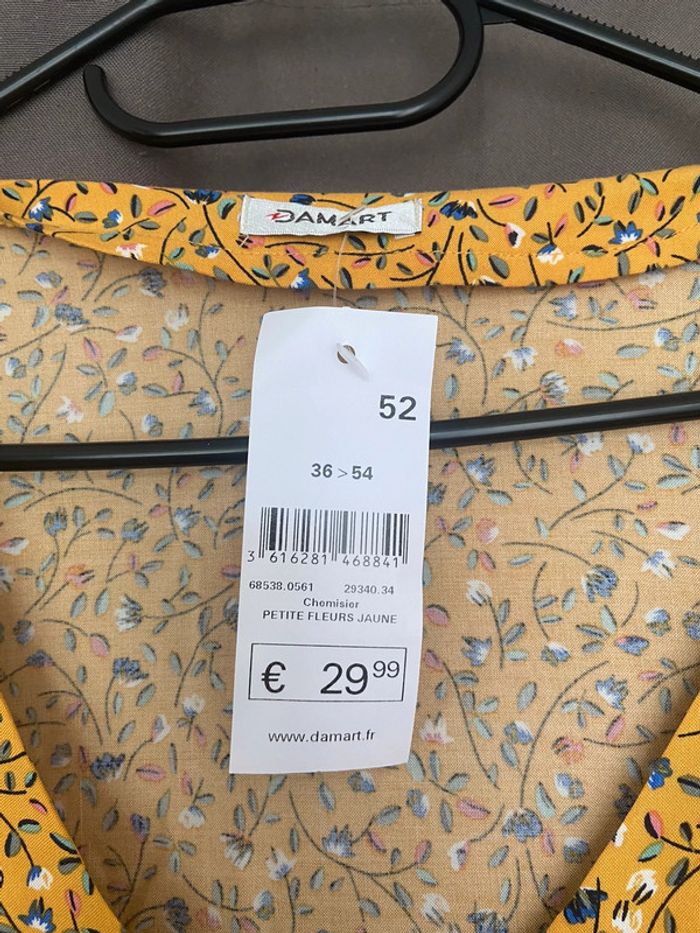 DAMART
52
36 > 54
3 616281 468841
68538.0561 29340.34
Chemisier
PETITE FLEURS JAUNE
€ 29 99
www.damart.fr